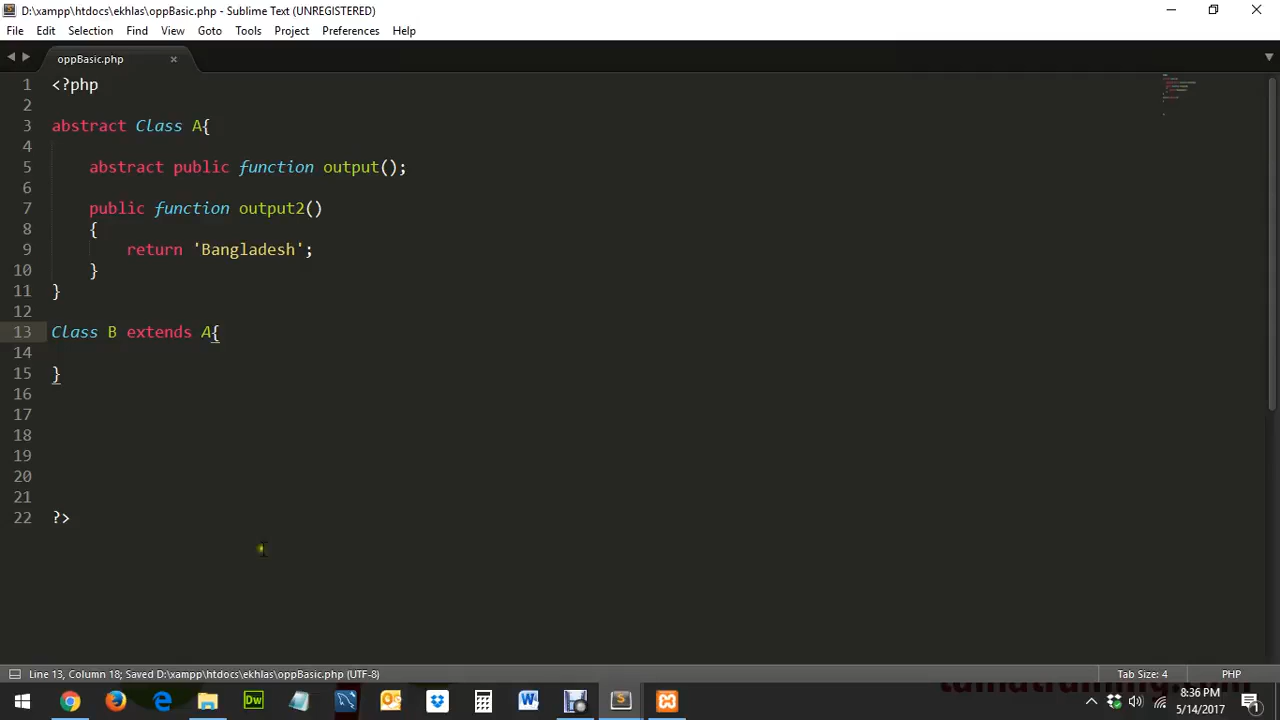 D:\xampp\htdocs\ekhlas\oppBasic.php - Sublime Text (UNREGISTERED)
File Edit Selection Find View Goto Tools Project Preferences Help
oppBasic.php ×
1 <?php
2
3 abstract Class A{
4
5 abstract public function output();
6
7 public function output2()
8 {
9 return 'Bangladesh';
10 }
11 }
12
13 Class B extends A{
14
15 }
16
17
18
19
20
21
22 ?>
Line 13, Column 18; Saved D:\xampp\htdocs\ekhlas\oppBasic.php (UTF-8) Tab Size: 4 PHP
8:36 PM
5/14/2017